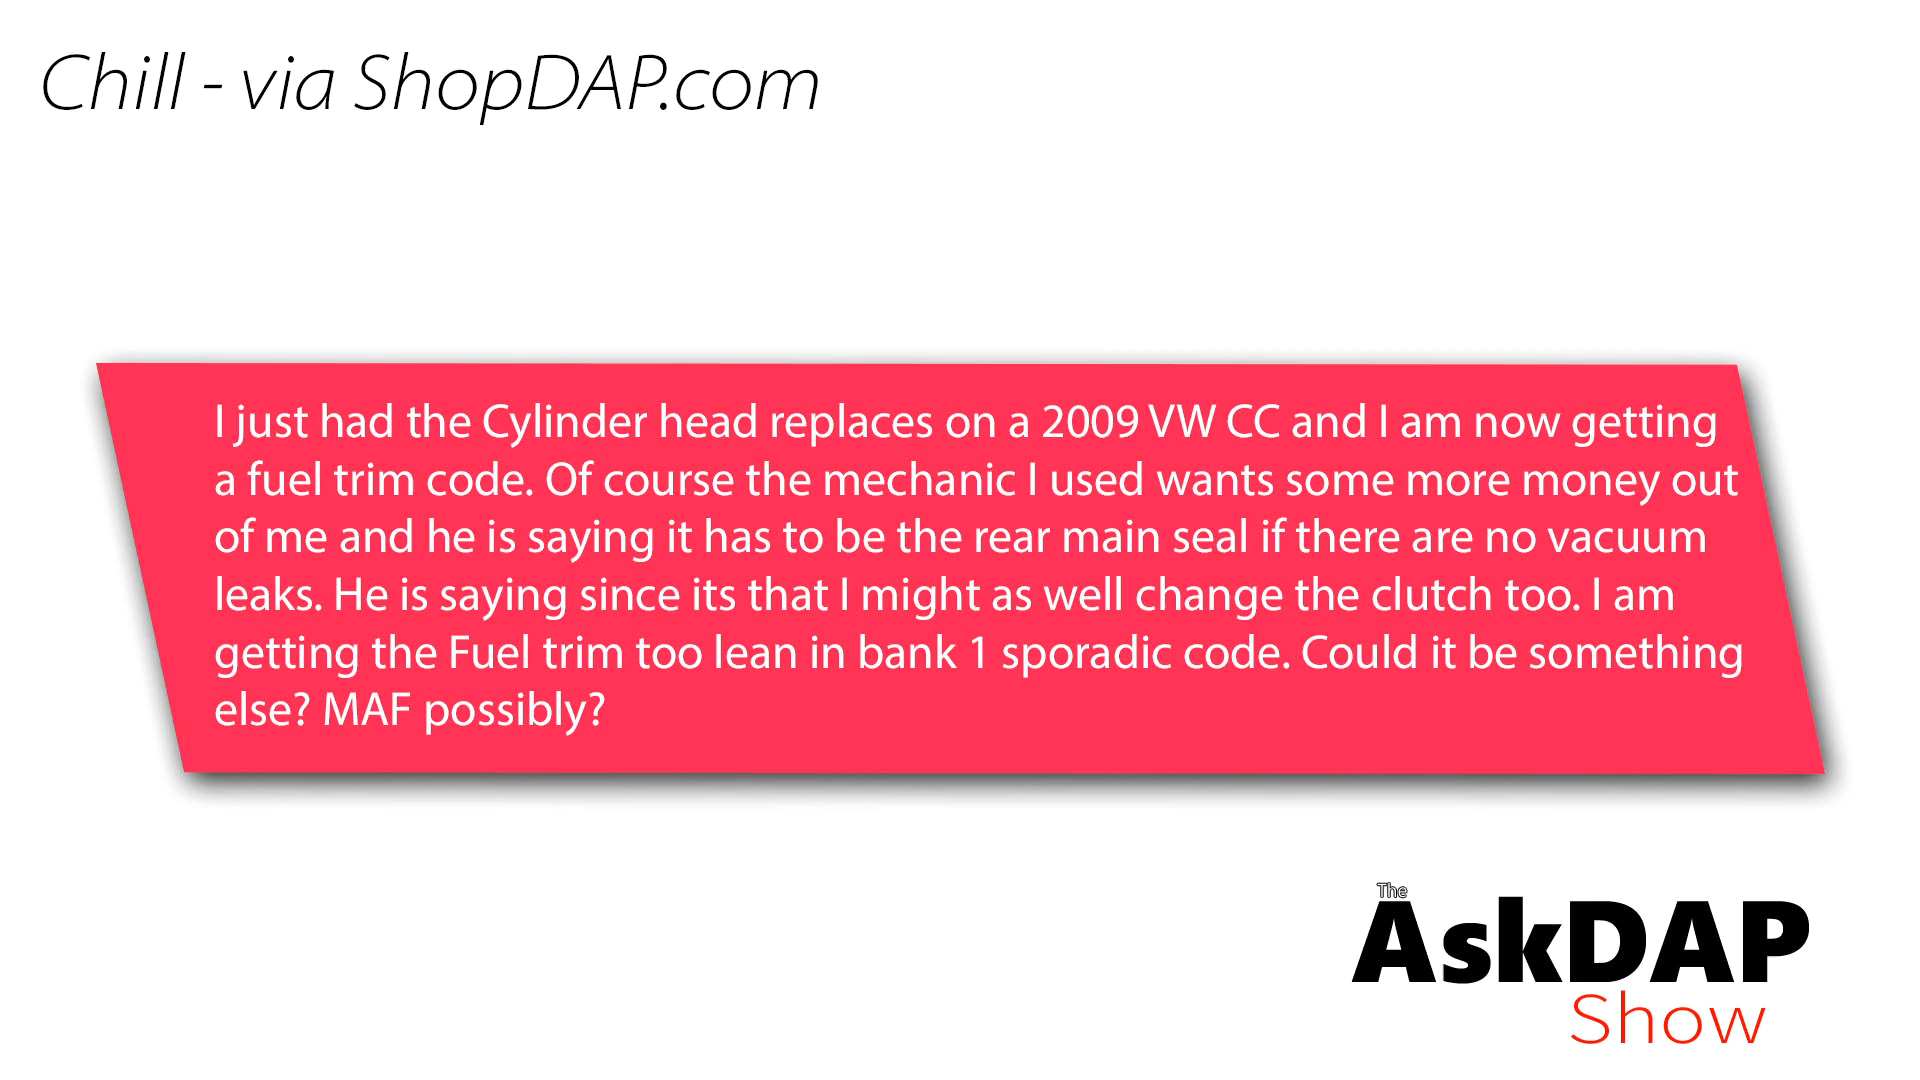 Chill - via ShopDAP.com
I just had the Cylinder head replaces on a 2009 VW CC and I am now getting
a fuel trim code. Of course the mechanic I used wants some more money out
of me and he is saying it has to be the rear main seal if there are no vacuum
leaks. He is saying since its that I might as well change the clutch too. I am
getting the Fuel trim too lean in bank 1 sporadic code. Could it be something
else? MAF possibly?
The
AskDAP
Show